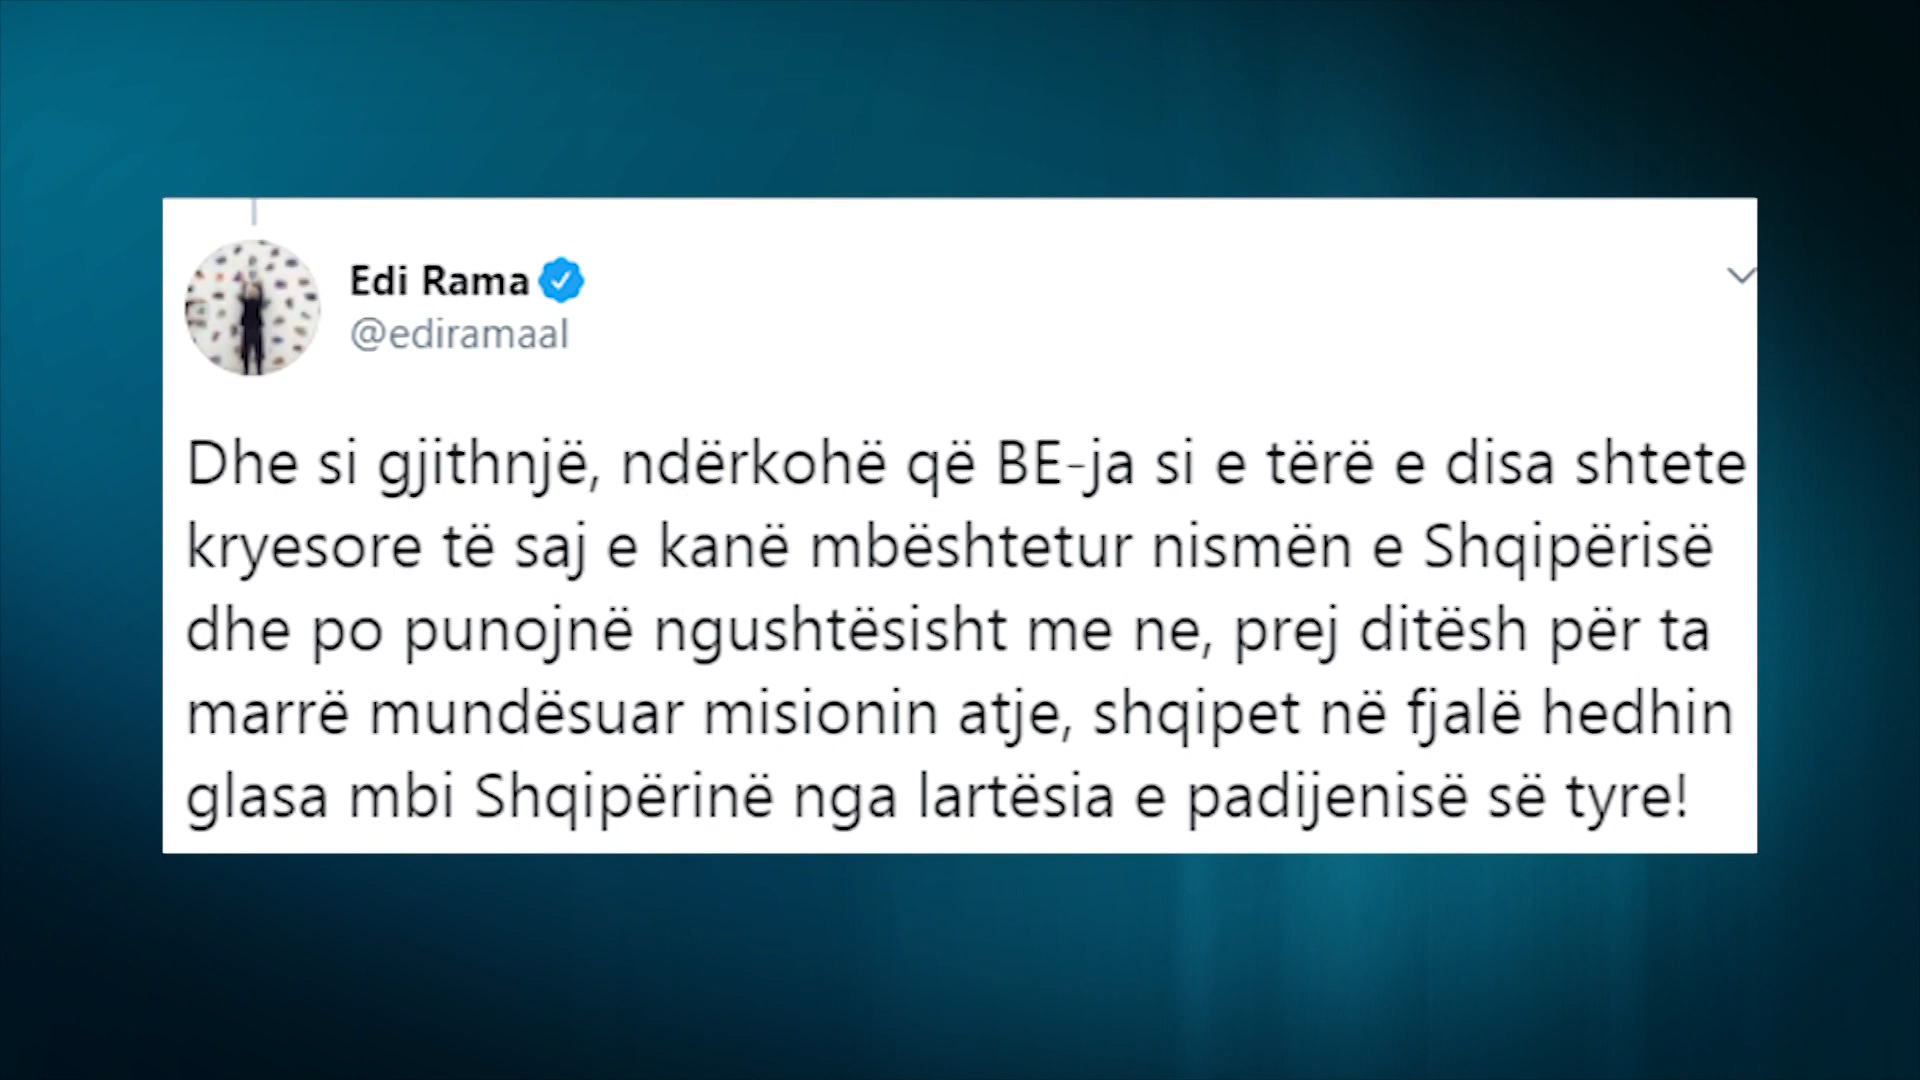 Edi Rama
@ediramaal
Dhe si gjithnjë, ndërkohë që BE-ja si e tërë e disa shtete
kryesore të saj e kanë mbështetur nismën e Shqipërisë
dhe po punojnë ngushtësisht me ne, prej ditësh për ta
marrë mundësuar misionin atje, shqipet në fjalë hedhin
glasa mbi Shqipërinë nga lartësia e padijenisë së tyre!